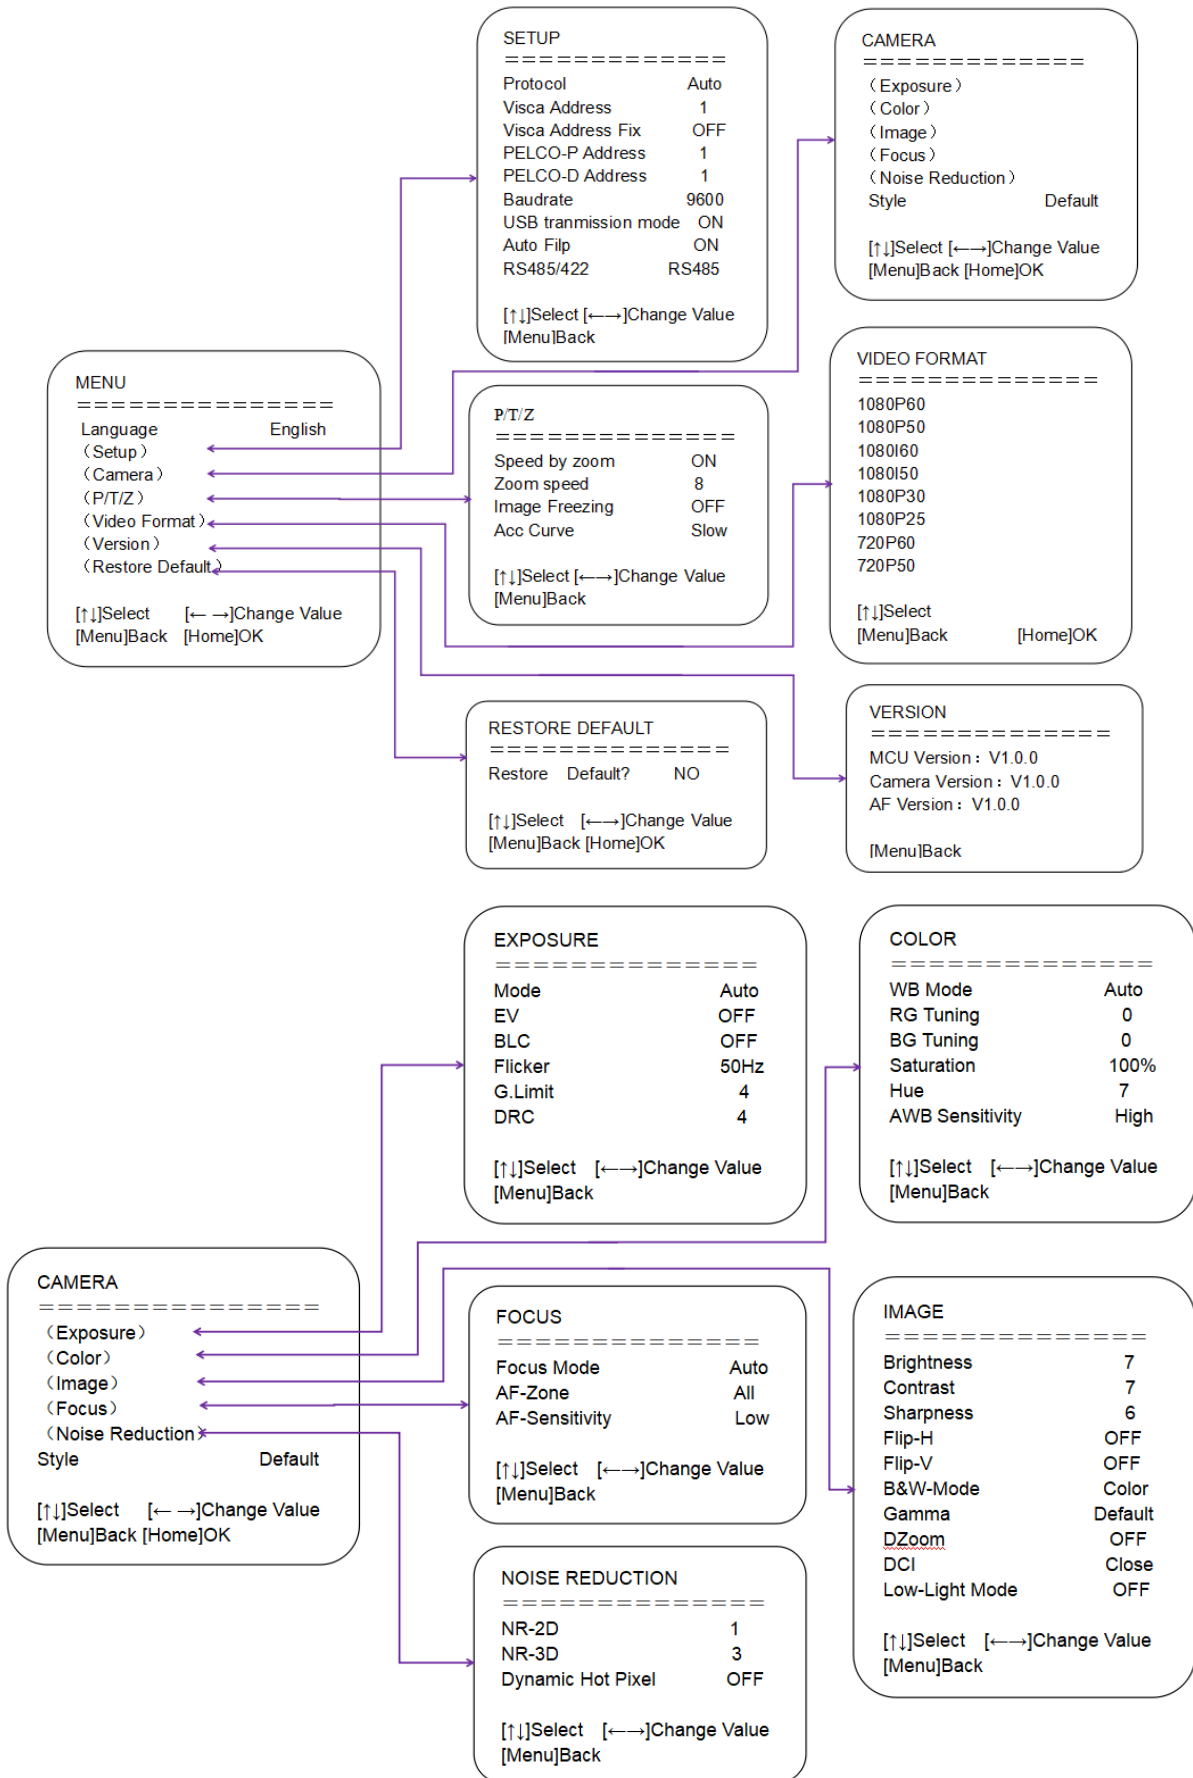 SETUP
=============
Protocol Auto
Visca Address 1
Visca Address Fix OFF
PELCO-P Address 1
PELCO-D Address 1
Baudrate 9600
USB tranmission mode ON
Auto Filp ON
RS485/422 RS485
[↑↓]Select [←→]Change Value
[Menu]Back
CAMERA
=============
（Exposure）
（Color）
（Image）
（Focus）
（Noise Reduction）
Style Default
[↑↓]Select [←→]Change Value
[Menu]Back [Home]OK
MENU
===============
Language English
（Setup）
（Camera）
（P/T/Z）
（Video Format）
（Version）
（Restore Default）
[↑↓]Select [← →]Change Value
[Menu]Back [Home]OK
P/T/Z
==============
Speed by zoom ON
Zoom speed 8
Image Freezing OFF
Acc Curve Slow
[↑↓]Select [←→]Change Value
[Menu]Back
VIDEO FORMAT
==============
1080P60
1080P50
1080I60
1080I50
1080P30
1080P25
720P60
720P50
[↑↓]Select
[Menu]Back [Home]OK
RESTORE DEFAULT
==============
Restore Default? NO
[↑↓]Select [←→]Change Value
[Menu]Back [Home]OK
VERSION
==============
MCU Version：V1.0.0
Camera Version：V1.0.0
AF Version：V1.0.0
[Menu]Back
EXPOSURE
==============
Mode Auto
EV OFF
BLC OFF
Flicker 50Hz
G.Limit 4
DRC 4
[↑↓]Select [←→]Change Value
[Menu]Back
COLOR
==============
WB Mode Auto
RG Tuning 0
BG Tuning 0
Saturation 100%
Hue 7
AWB Sensitivity High
[↑↓]Select [←→]Change Value
[Menu]Back
CAMERA
===============
（Exposure）
（Color）
（Image）
（Focus）
（Noise Reduction）
Style Default
[↑↓]Select [← →]Change Value
[Menu]Back [Home]OK
FOCUS
==============
Focus Mode Auto
AF-Zone All
AF-Sensitivity Low
[↑↓]Select [←→]Change Value
[Menu]Back
IMAGE
==============
Brightness 7
Contrast 7
Sharpness 6
Flip-H OFF
Flip-V OFF
B&W-Mode Color
Gamma Default
DZoom OFF
DCI Close
Low-Light Mode OFF
[↑↓]Select [←→]Change Value
[Menu]Back
NOISE REDUCTION
==============
NR-2D 1
NR-3D 3
Dynamic Hot Pixel OFF
[↑↓]Select [←→]Change Value
[Menu]Back